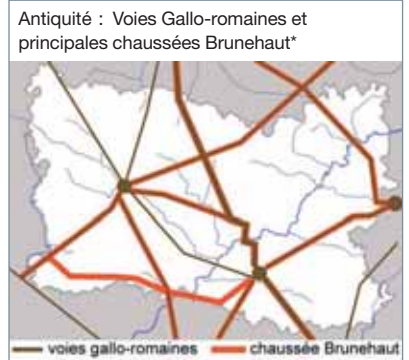 Antiquité : Voies Gallo-romaines et
principales chaussées Brunehaut*
voies gallo-romaines chaussée Brunehaut